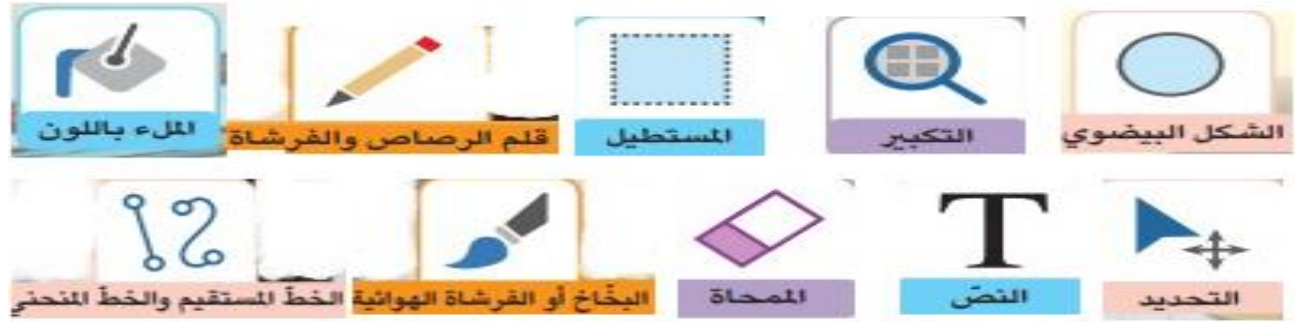 الشكل البيضوي
التكبير
المستطيل
قلم الرصاص والفرشاة
الملء باللون
التحديد
النصّ
T
الممحاة
البخّاخ أو الفرشاة الهوائية
الخطّ المستقيم والخطّ المنحني